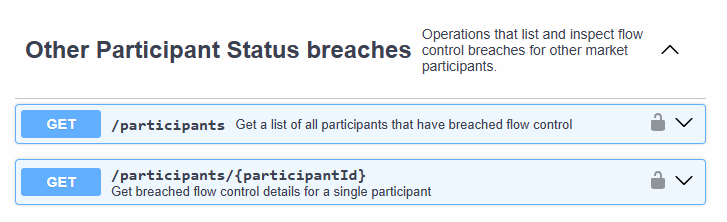 Other Participant Status breaches
Operations that list and inspect flow
control breaches for other market
participants.
GET /participants Get a list of all participants that have breached flow control
GET /participants/{participantId}
Get breached flow control details for a single participant